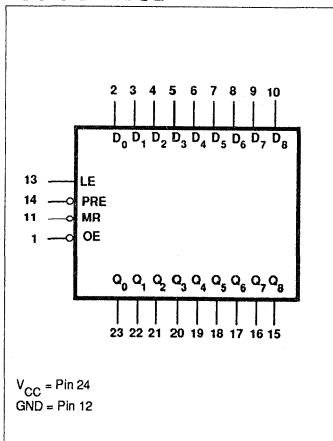 2 3 4 5 6 7 8 9 10
D0 D1 D2 D3 D4 D5 D6 D7 D8
13 LE
14 PRE
11 MR
1 OE
Q0 Q1 Q2 Q3 Q4 Q5 Q6 Q7 Q8
23 22 21 20 19 18 17 16 15
VCC = Pin 24
GND = Pin 12